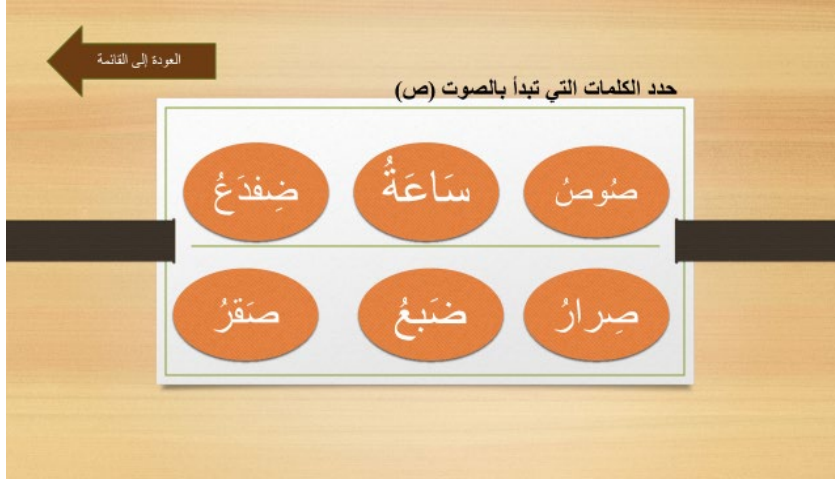 العودة إلى القائمة
حدد الكلمات التي تبدأ بالصوت (ص)
صُوصُ سَاعَةُ ضِفدَعُ
صِرارُ ضَبعُ صَقرُ